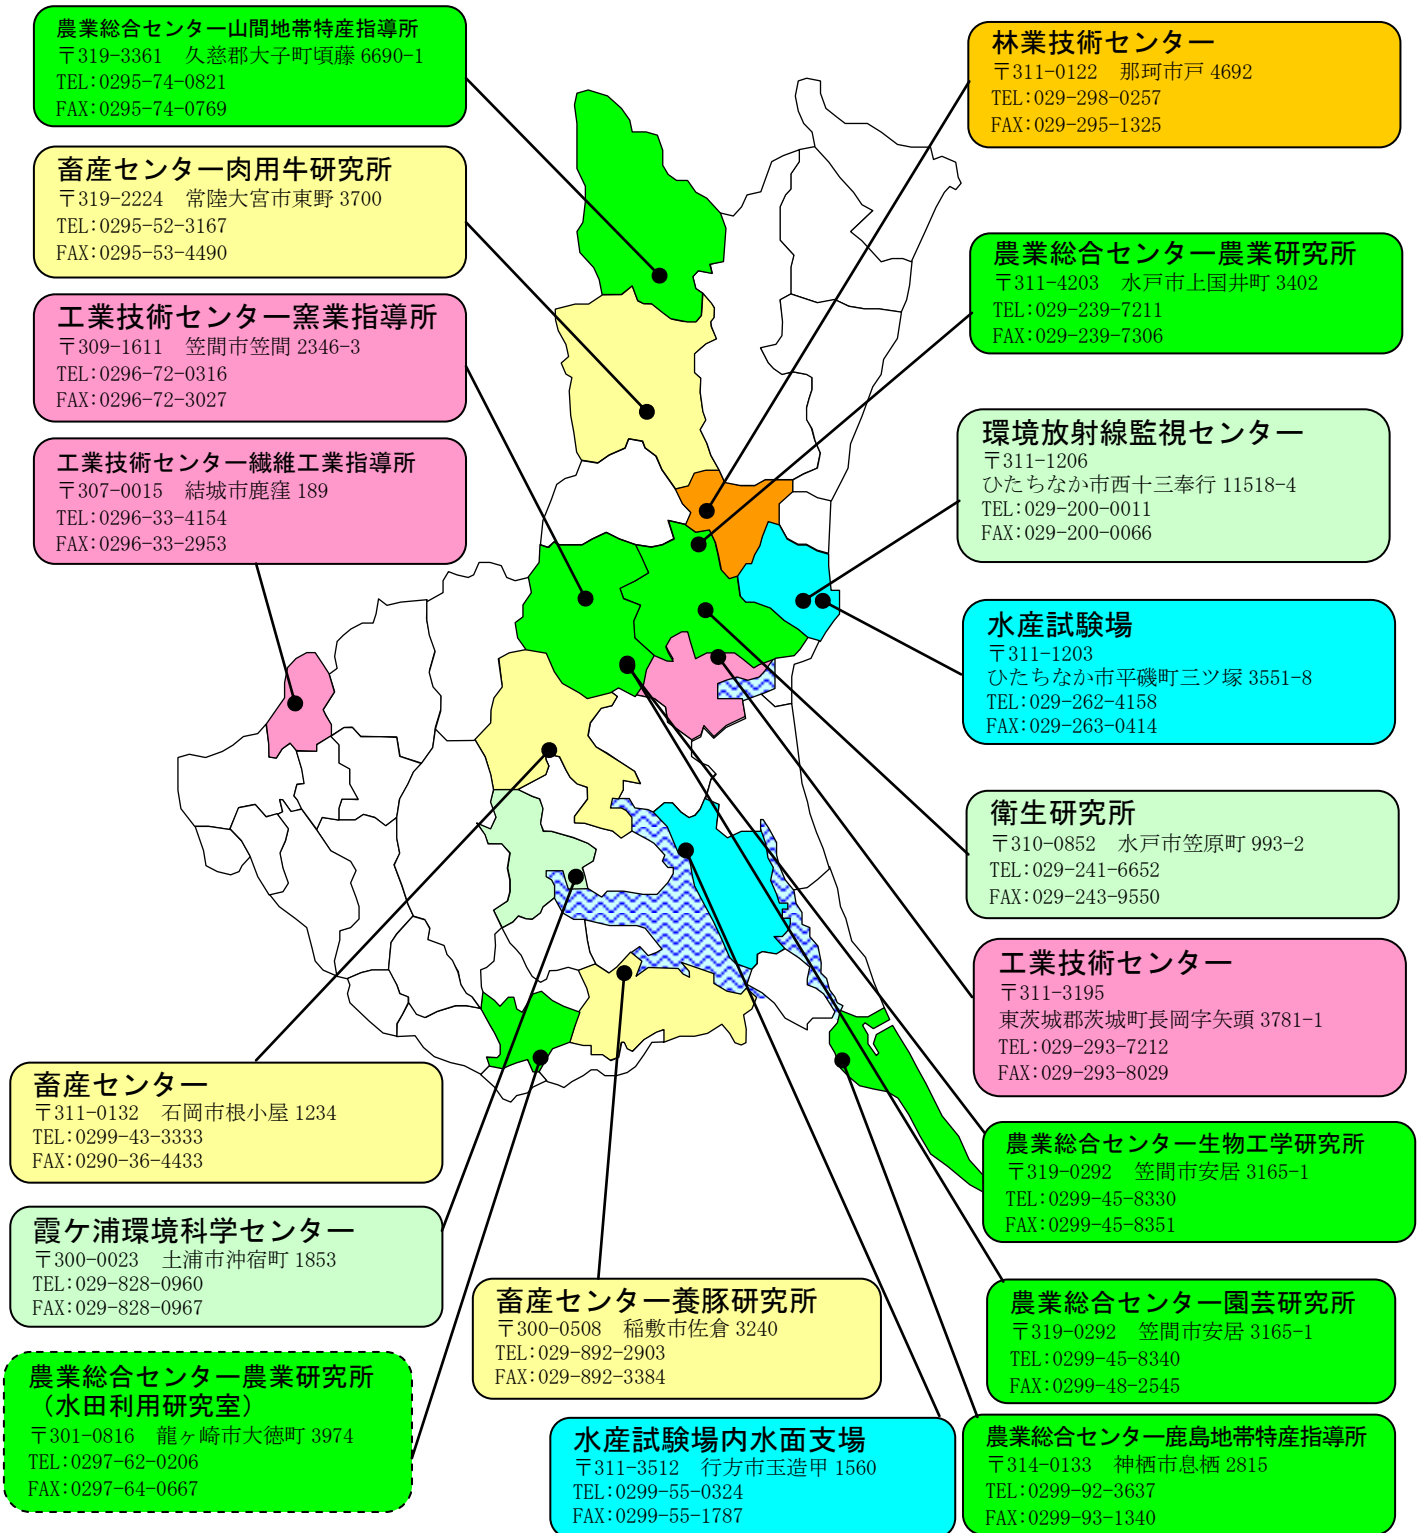 農業総合センター山間地帯特産指導所
〒319-3361　久慈郡大子町頃藤 6690-1
TEL:0295-74-0821
FAX:0295-74-0769
畜産センター肉用牛研究所
〒319-2224　常陸大宮市東野 3700
TEL:0295-52-3167
FAX:0295-53-4490
工業技術センター窯業指導所
〒309-1611　笠間市笠間 2346-3
TEL:0296-72-0316
FAX:0296-72-3027
工業技術センター繊維工業指導所
〒307-0015　結城市鹿窪 189
TEL:0296-33-4154
FAX:0296-33-2953
林業技術センター
〒311-0122　那珂市戸 4692
TEL:029-298-0257
FAX:029-295-1325
農業総合センター農業研究所
〒311-4203　水戸市上国井町 3402
TEL:029-239-7211
FAX:029-239-7306
環境放射線監視センター
〒311-1206
ひたちなか市西十三奉行 11518-4
TEL:029-200-0011
FAX:029-200-0066
水産試験場
〒311-1203
ひたちなか市平磯町三ツ塚 3551-8
TEL:029-262-4158
FAX:029-263-0414
衛生研究所
〒310-0852　水戸市笠原町 993-2
TEL:029-241-6652
FAX:029-243-9550
工業技術センター
〒311-3195
東茨城郡茨城町長岡字矢頭 3781-1
TEL:029-293-7212
FAX:029-293-8029
畜産センター
〒311-0132　石岡市根小屋 1234
TEL:0299-43-3333
FAX:0290-36-4433
霞ケ浦環境科学センター
〒300-0023　土浦市沖宿町 1853
TEL:029-828-0960
FAX:029-828-0967
農業総合センター農業研究所
（水田利用研究室）
〒301-0816　龍ヶ崎市大徳町 3974
TEL:0297-62-0206
FAX:0297-64-0667
畜産センター養豚研究所
〒300-0508　稲敷市佐倉 3240
TEL:029-892-2903
FAX:029-892-3384
水産試験場内水面支場
〒311-3512　行方市玉造甲 1560
TEL:0299-55-0324
FAX:0299-55-1787
農業総合センター生物工学研究所
〒319-0292　笠間市安居 3165-1
TEL:0299-45-8330
FAX:0299-45-8351
農業総合センター園芸研究所
〒319-0292　笠間市安居 3165-1
TEL:0299-45-8340
FAX:0299-48-2545
農業総合センター鹿島地帯特産指導所
〒314-0133　神栖市息栖 2815
TEL:0299-92-3637
FAX:0299-93-1340